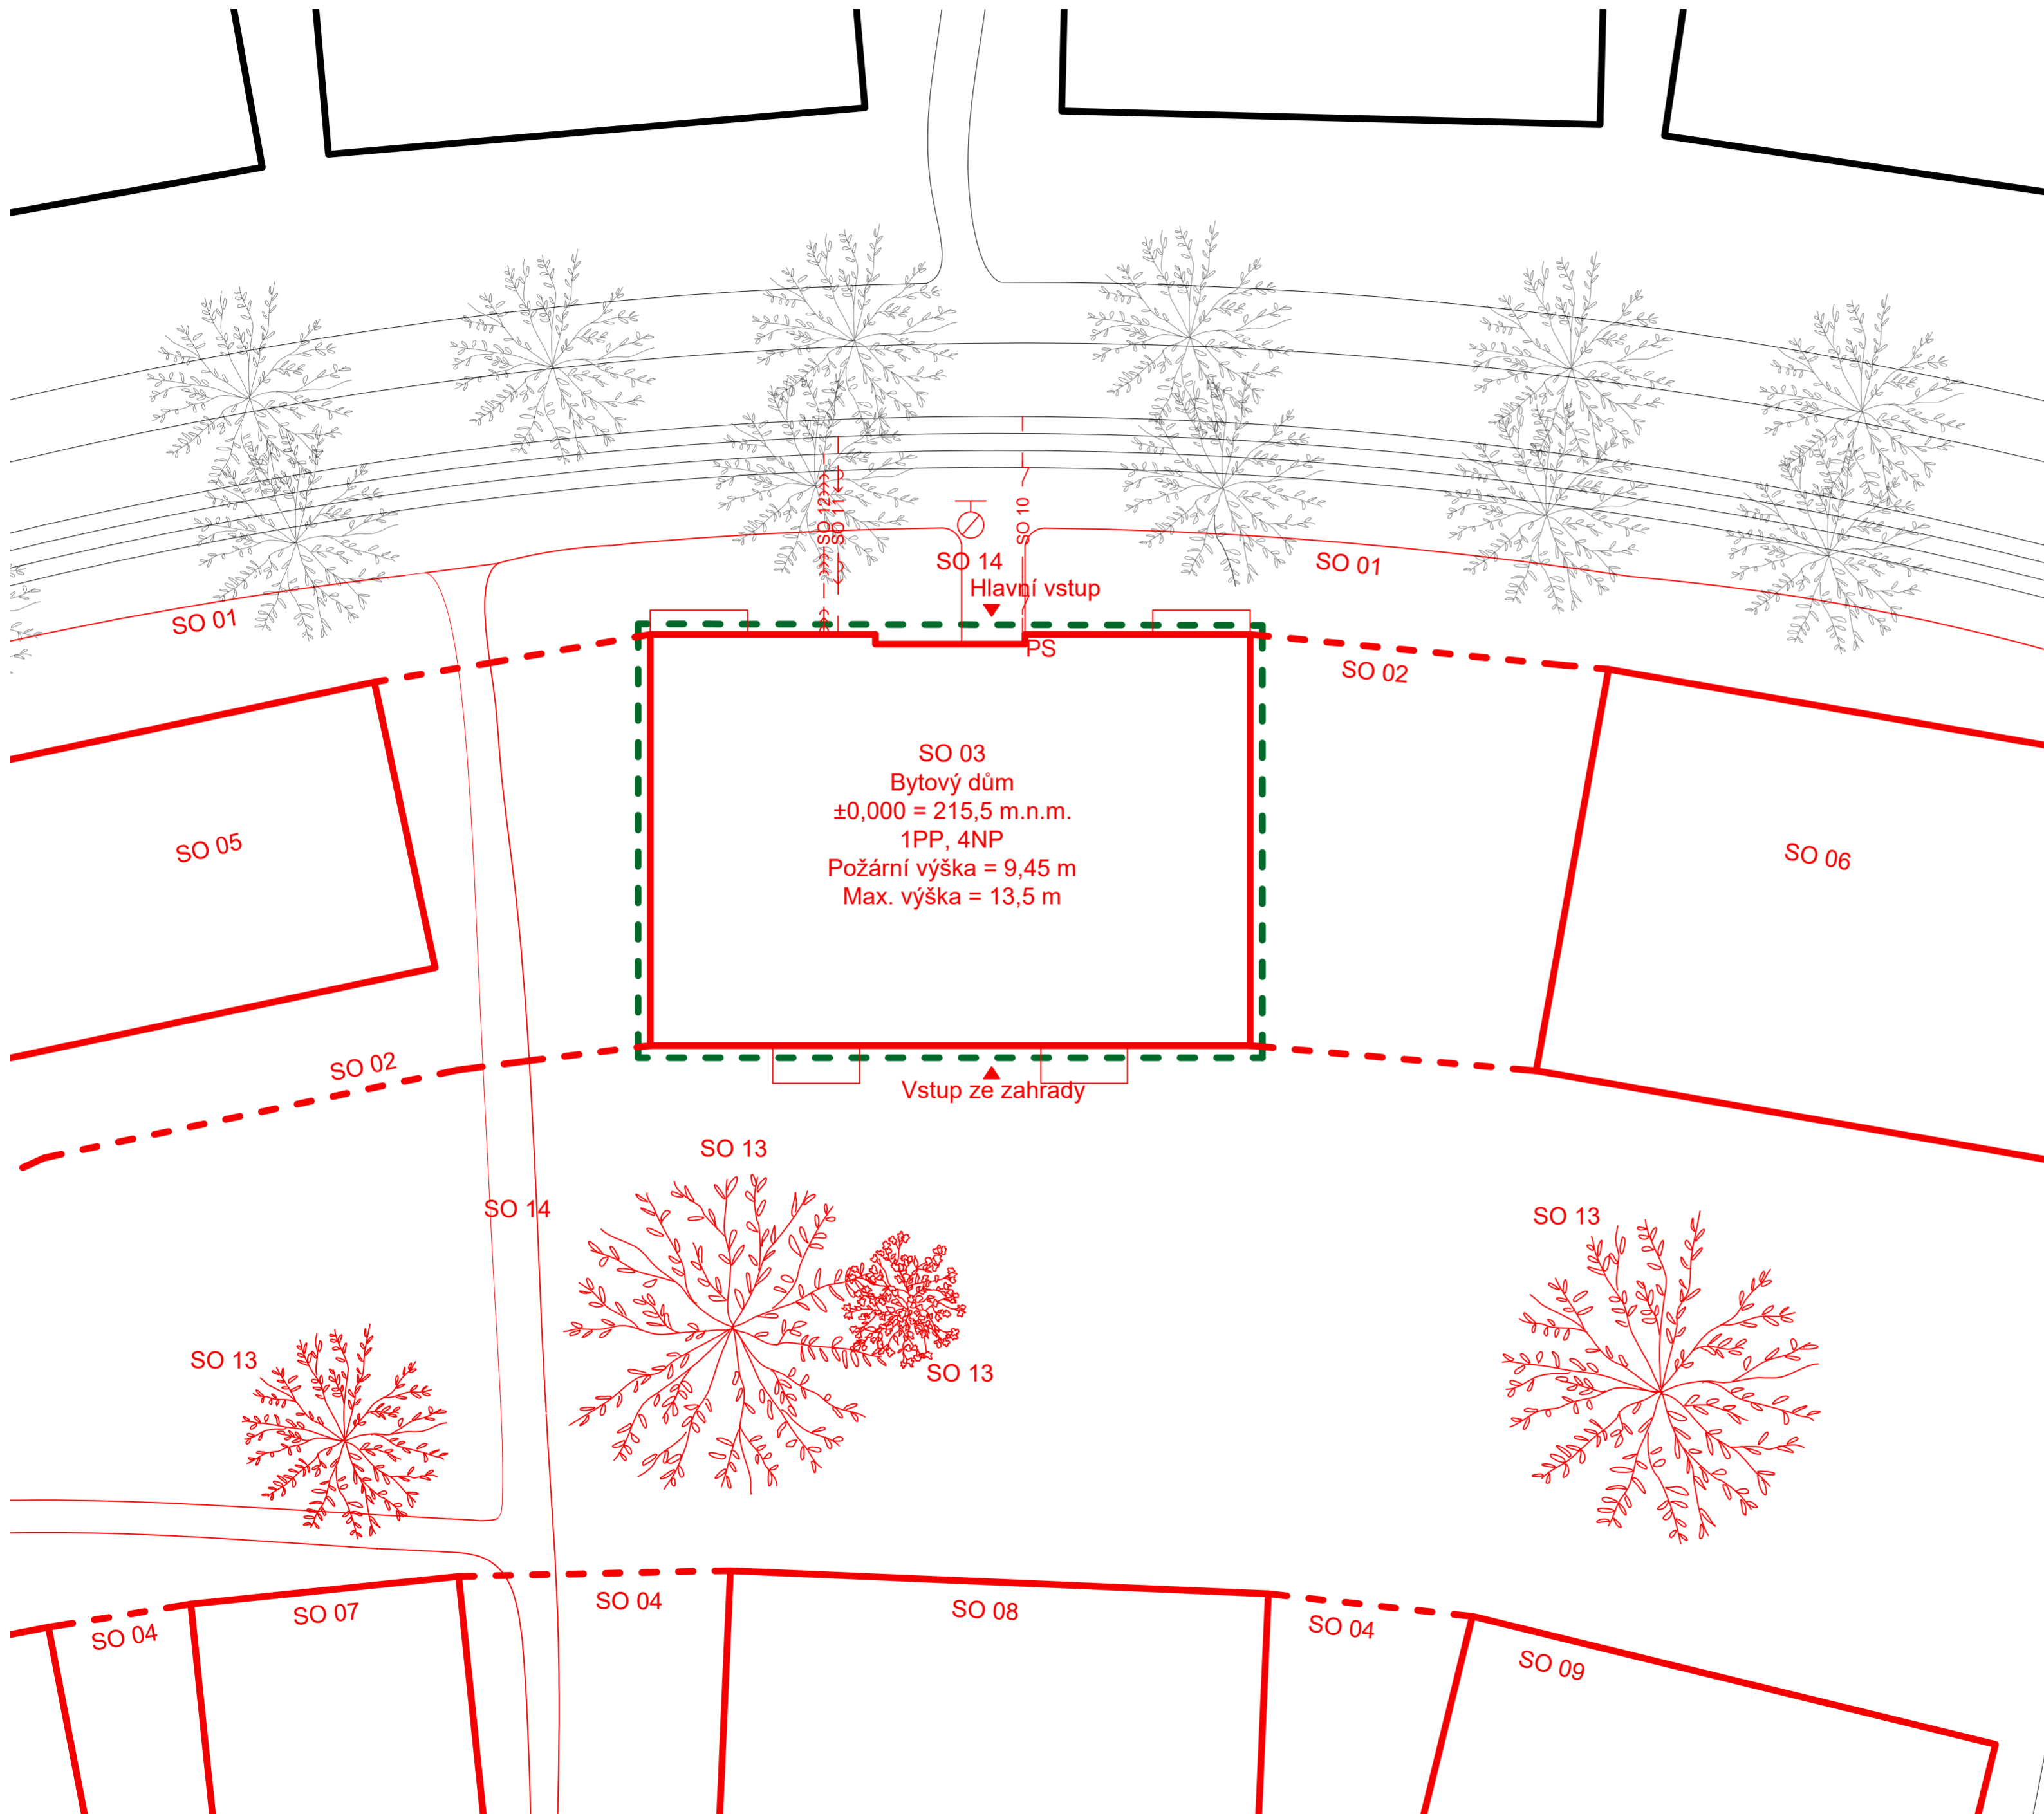 SO 12
SO 11
SO 10
SO 14
Hlavní vstup
SO 01
SO 01
PS
SO 02
SO 03
Bytový dům
±0,000 = 215,5 m.n.m.
1PP, 4NP
Požární výška = 9,45 m
Max. výška = 13,5 m
SO 05
SO 06
SO 02
Vstup ze zahrady
SO 13
SO 14
SO 13
SO 13
SO 13
SO 04
SO 07
SO 04
SO 08
SO 04
SO 09